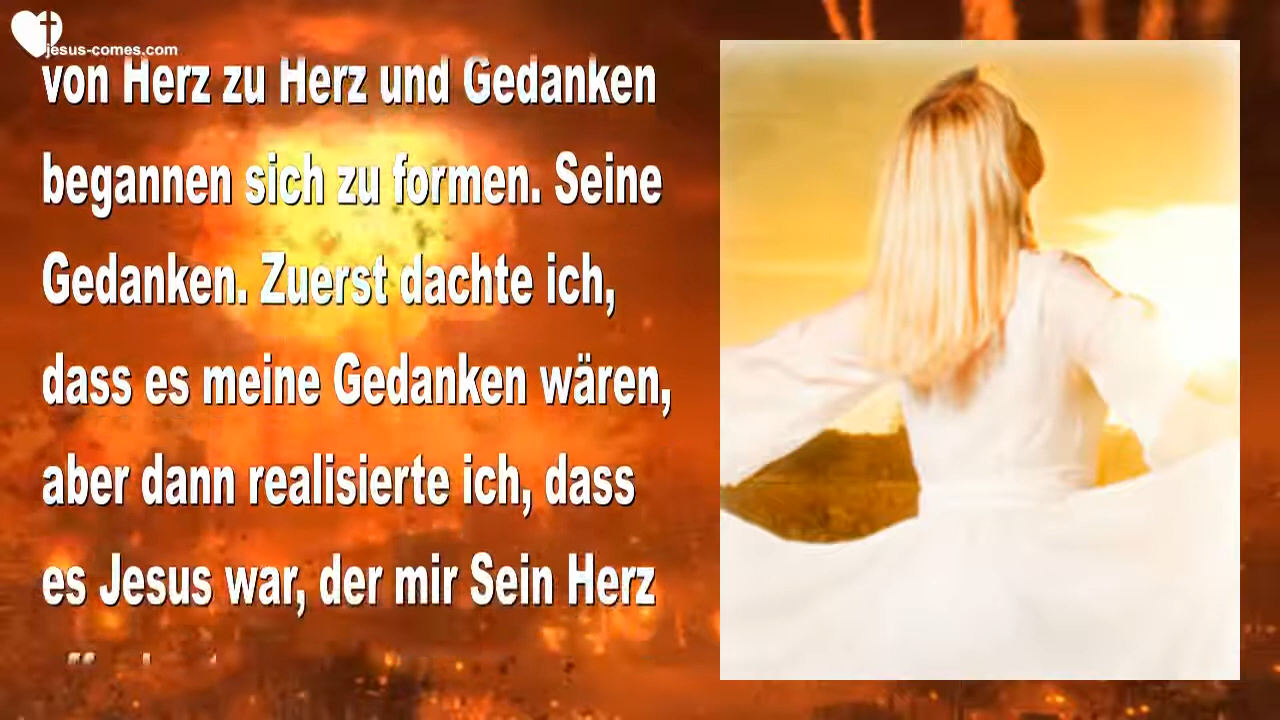 jesus-comes.com
von Herz zu Herz und Gedanken
begannen sich zu formen. Seine
Gedanken. Zuerst dachte ich,
dass es meine Gedanken wären,
aber dann realisierte ich, dass
es Jesus war, der mir Sein Herz